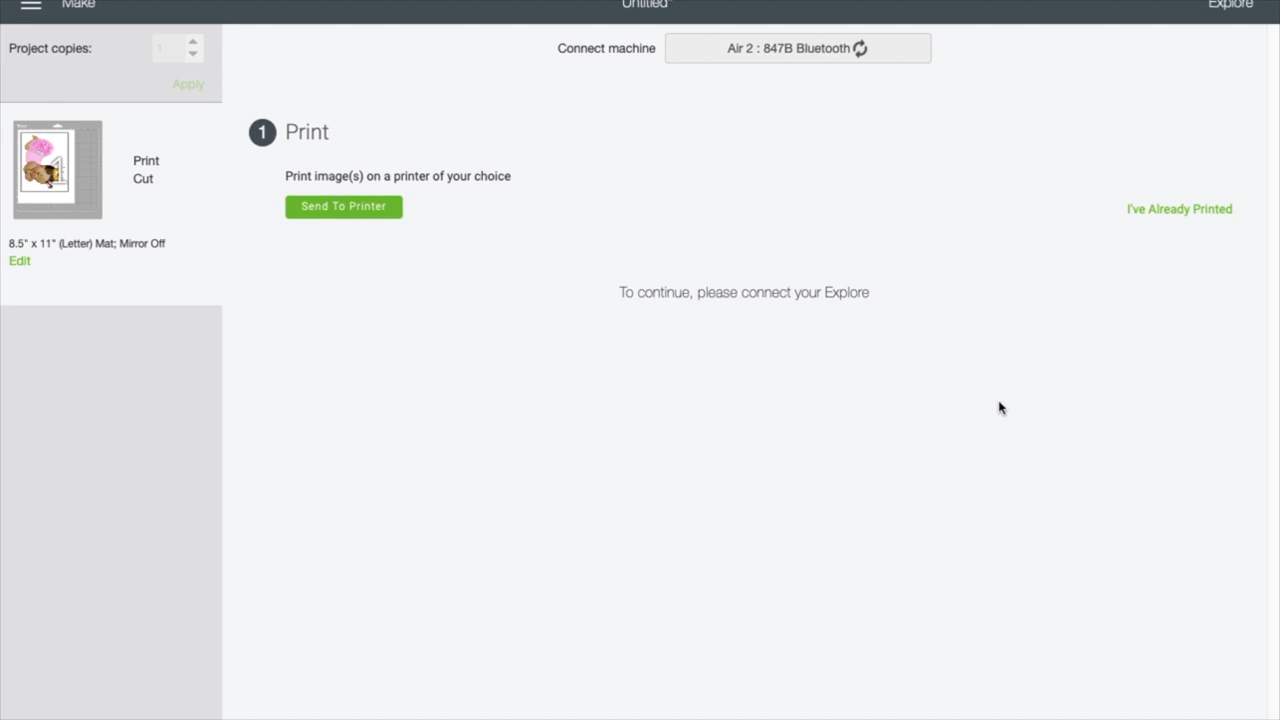 Make
Untitled*
Explore
Project copies:
1
Apply
Connect machine
Air 2 : 847B Bluetooth
1
Print
Print image(s) on a printer of your choice
Send To Printer
I've Already Printed
Print
Cut
8.5" x 11" (Letter) Mat; Mirror Off
Edit
To continue, please connect your Explore